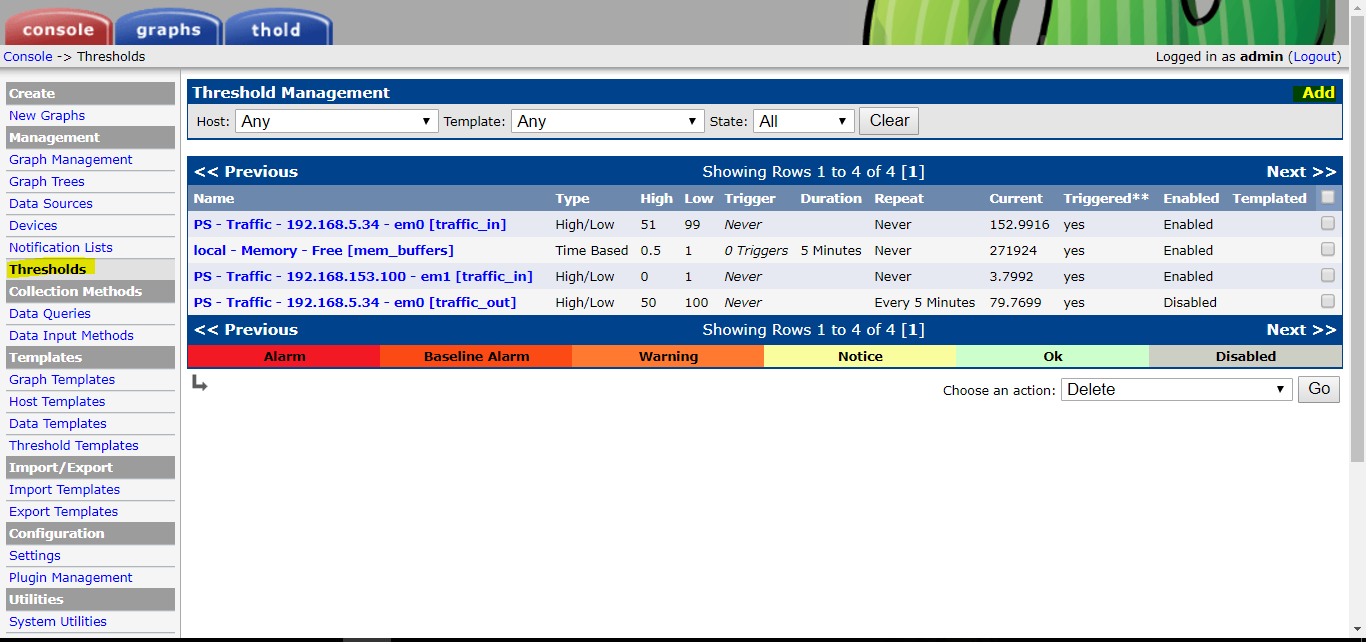 console graphs thold
Console -> Thresholds
Logged in as admin (Logout)
Create
New Graphs
Management
Graph Management
Graph Trees
Data Sources
Devices
Notification Lists
Thresholds
Collection Methods
Data Queries
Data Input Methods
Templates
Graph Templates
Host Templates
Data Templates
Threshold Templates
Import/Export
Import Templates
Export Templates
Configuration
Settings
Plugin Management
Utilities
System Utilities
Threshold Management Add
Host: Any Template: Any State: All Clear
<< Previous Showing Rows 1 to 4 of 4 [1] Next >>
Name Type High Low Trigger Duration Repeat Current Triggered** Enabled Templated
PS - Traffic - 192.168.5.34 - em0 [traffic_in] High/Low 51 99 Never Never 152.9916 yes Enabled
local - Memory - Free [mem_buffers] Time Based 0.5 1 0 Triggers 5 Minutes Never 271924 yes Enabled
PS - Traffic - 192.168.153.100 - em1 [traffic_in] High/Low 0 1 Never Never 3.7992 yes Enabled
PS - Traffic - 192.168.5.34 - em0 [traffic_out] High/Low 50 100 Never Every 5 Minutes 79.7699 yes Disabled
<< Previous Showing Rows 1 to 4 of 4 [1] Next >>
Alarm Baseline Alarm Warning Notice Ok Disabled
Choose an action: Delete Go